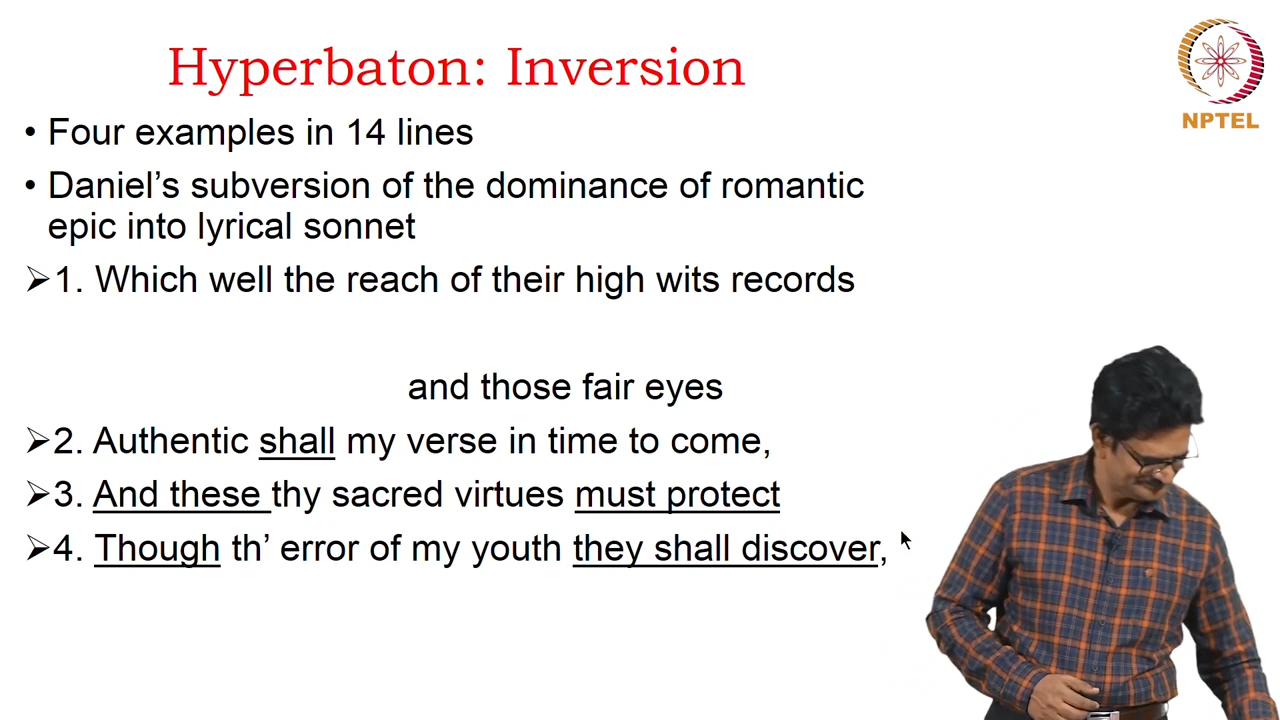 Hyperbaton: Inversion
NPTEL
• Four examples in 14 lines
• Daniel’s subversion of the dominance of romantic
epic into lyrical sonnet
➢1. Which well the reach of their high wits records
and those fair eyes
➢2. Authentic shall my verse in time to come,
➢3. And these thy sacred virtues must protect
➢4. Though th’ error of my youth they shall discover,